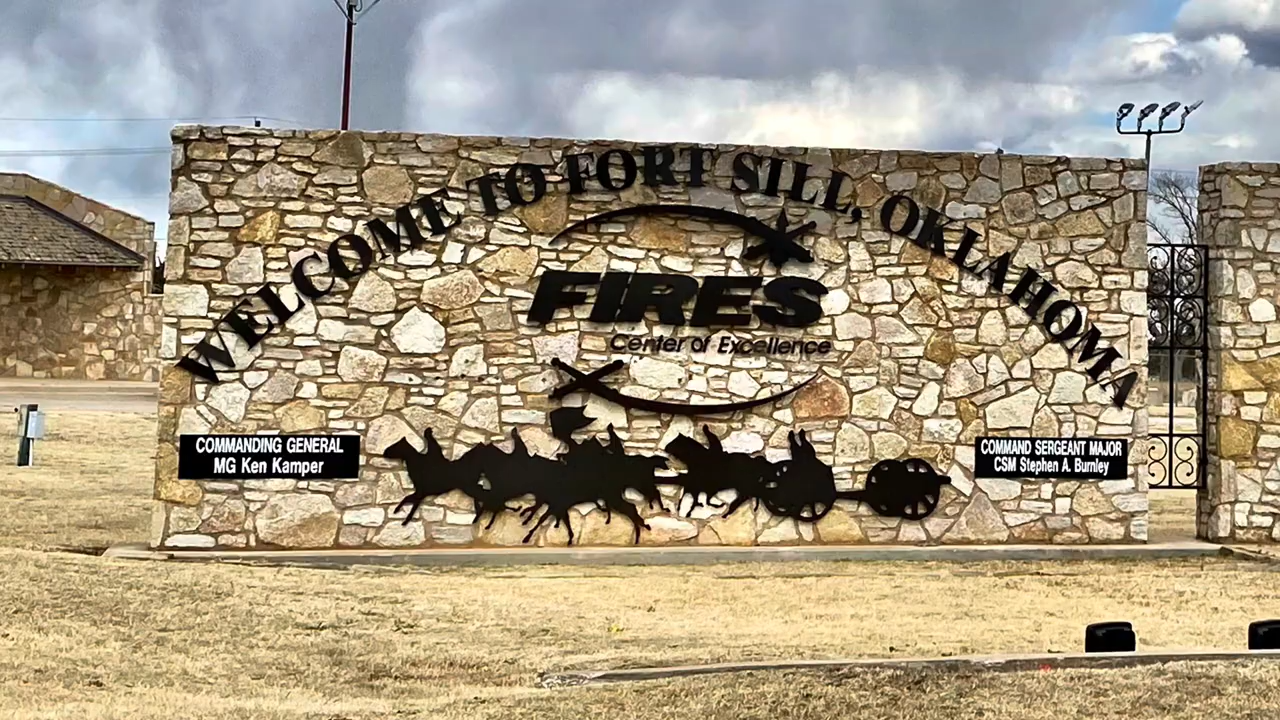 WELCOME TO FORT SILL, OKLAHOMA
FIRES
Center of Excellence
COMMANDING GENERAL
MG Ken Kamper
COMMAND SERGEANT MAJOR
CSM Stephen A. Burnley